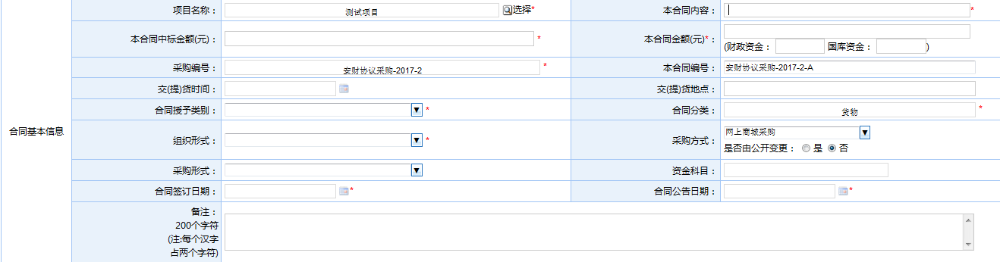 项目名称： 测试项目 选择* 本合同内容： *
本合同中标金额(元)： * 本合同金额(元)*：
(财政资金： 国库资金： )
采购编号： 安财协议采购-2017-2 * 本合同编号： 安财协议采购-2017-2-A
交(提)货时间： 交(提)货地点：
合同授予类别： * 合同分类： 货物 *
合同基本信息
组织形式： * 采购方式： 网上商城采购
是否由公开变更： 是 否
采购形式： 资金科目：
合同签订日期： * 合同公告日期： *
备注：
200个字符
(注:每个汉字
占两个字符)